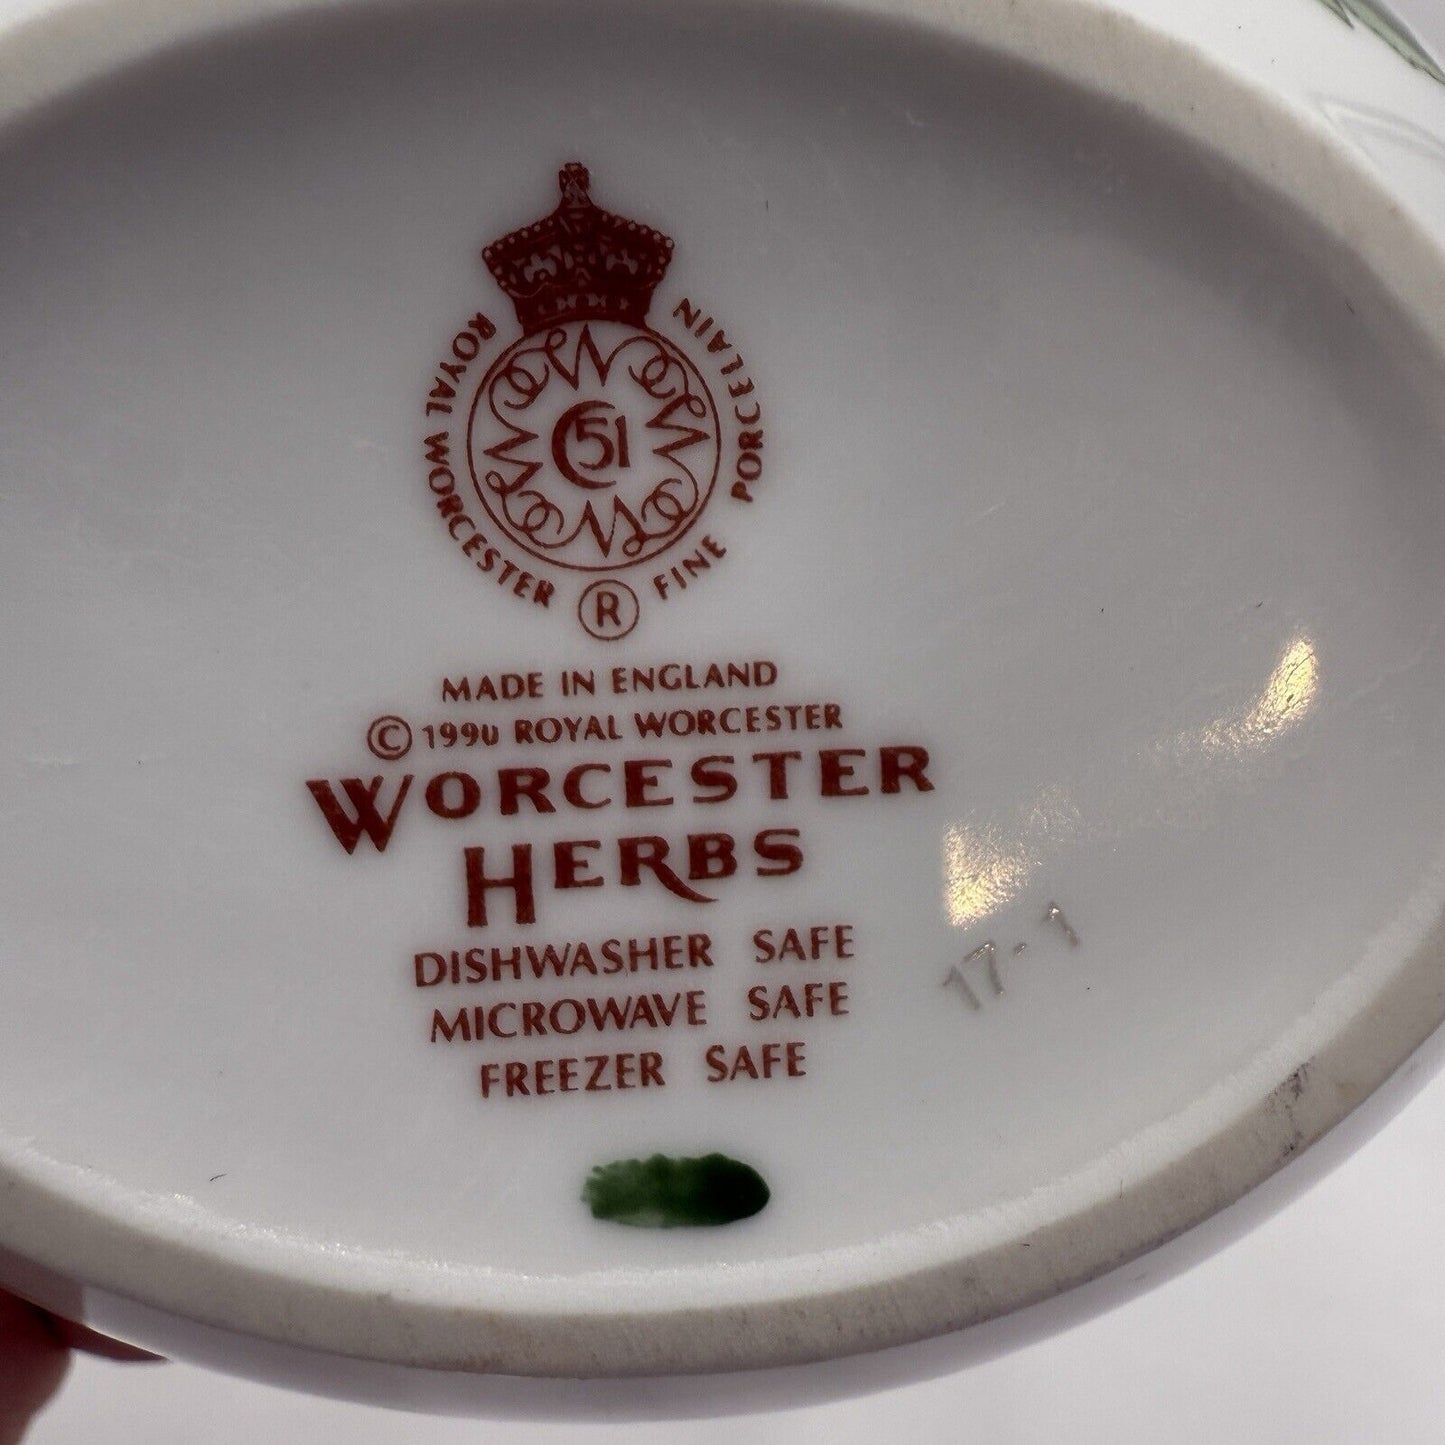 ROYAL WORCESTER ® FINE PORCELAIN
51
MADE IN ENGLAND
© 1990 ROYAL WORCESTER
WORCESTER
HERBS
DISHWASHER SAFE
MICROWAVE SAFE
FREEZER SAFE
17-1